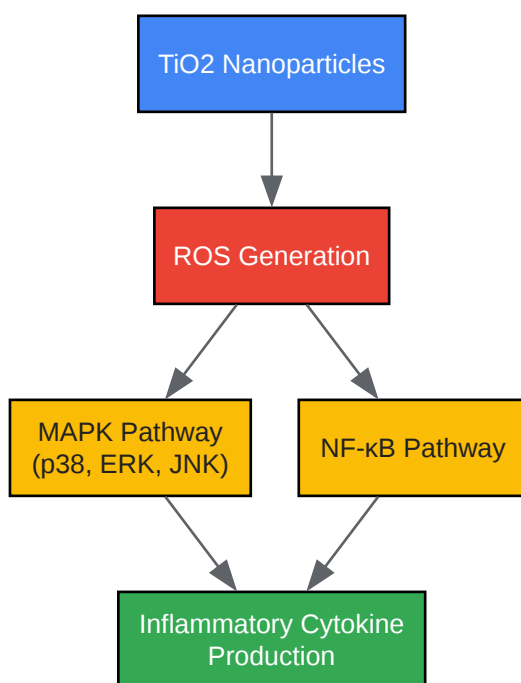 TiO2 Nanoparticles
ROS Generation
MAPK Pathway
(p38, ERK, JNK)
NF-κB Pathway
Inflammatory Cytokine
Production